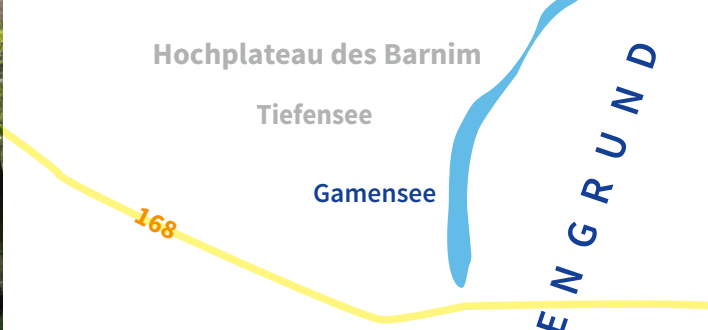 Hochplateau des Barnim
Tiefensee
Gamensee
168
ENGRUND